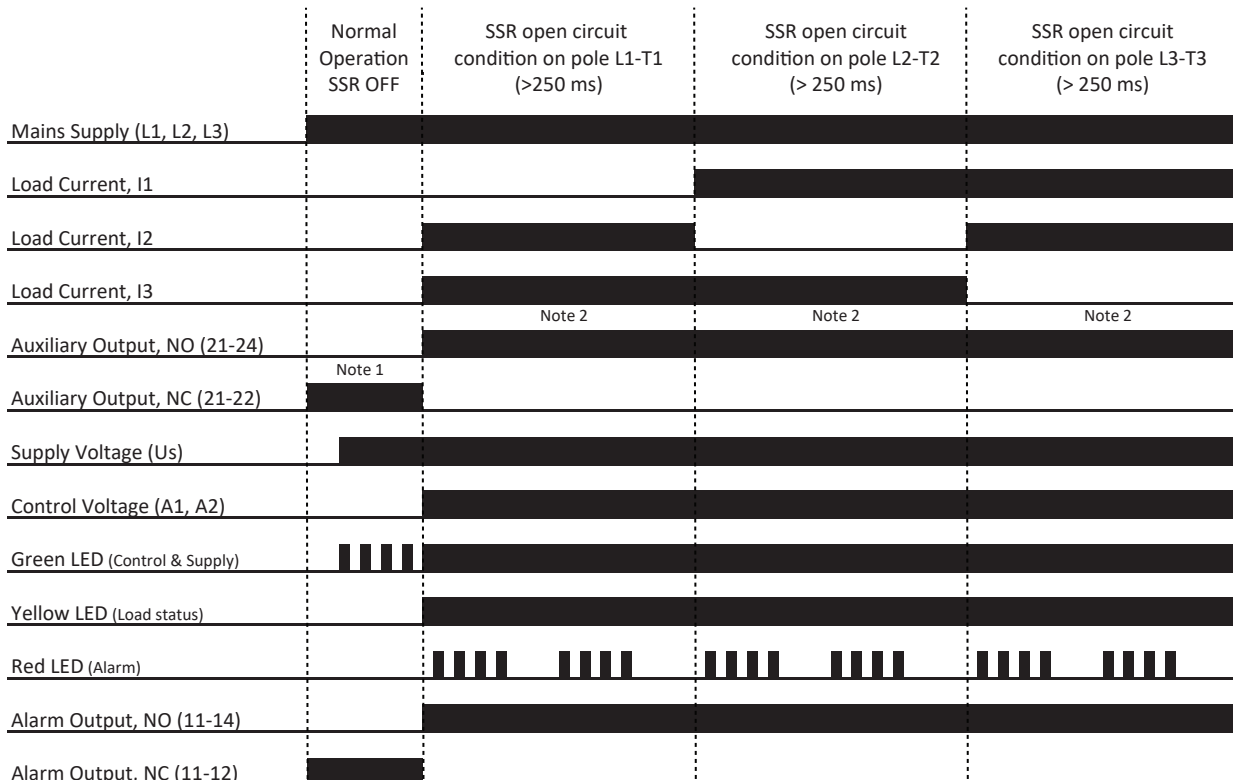 Normal
Operation
SSR OFF
SSR open circuit
condition on pole L1-T1
(>250 ms)
SSR open circuit
condition on pole L2-T2
(> 250 ms)
SSR open circuit
condition on pole L3-T3
(> 250 ms)
Mains Supply (L1, L2, L3)
Load Current, I1
Load Current, I2
Load Current, I3
Note 2
Note 2
Note 2
Auxiliary Output, NO (21-24)
Note 1
Auxiliary Output, NC (21-22)
Supply Voltage (Us)
Control Voltage (A1, A2)
Green LED (Control & Supply)
Yellow LED (Load status)
Red LED (Alarm)
Alarm Output, NO (11-14)
Alarm Output, NC (11-12)